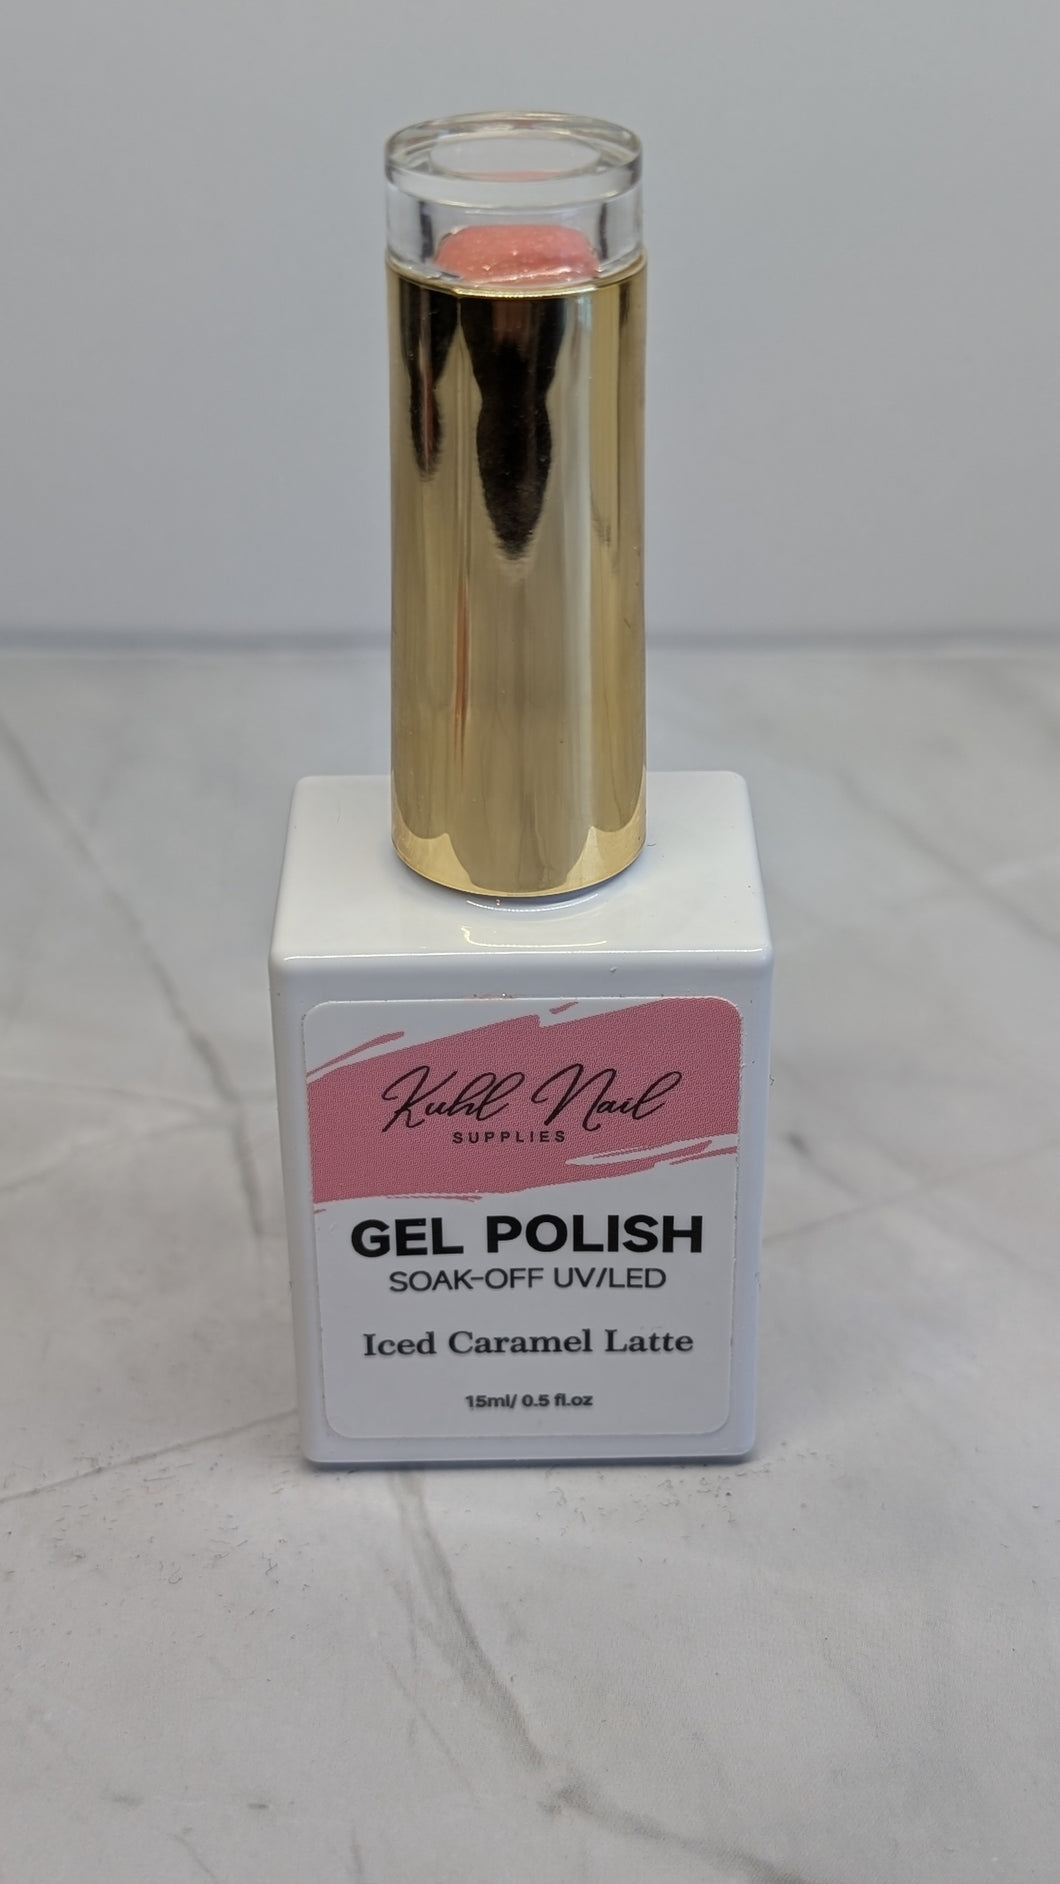 Kuhl Nail
SUPPLIES
GEL POLISH
SOAK-OFF UV/LED
Iced Caramel Latte
15ml/ 0.5 fl.oz